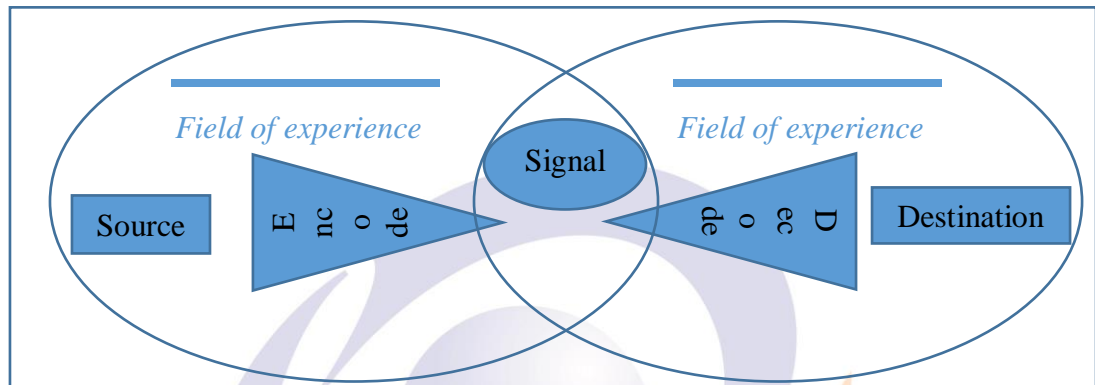 Field of experience
Field of experience
Signal
Source
E
nc
o
de
D
ec
o
de
Destination